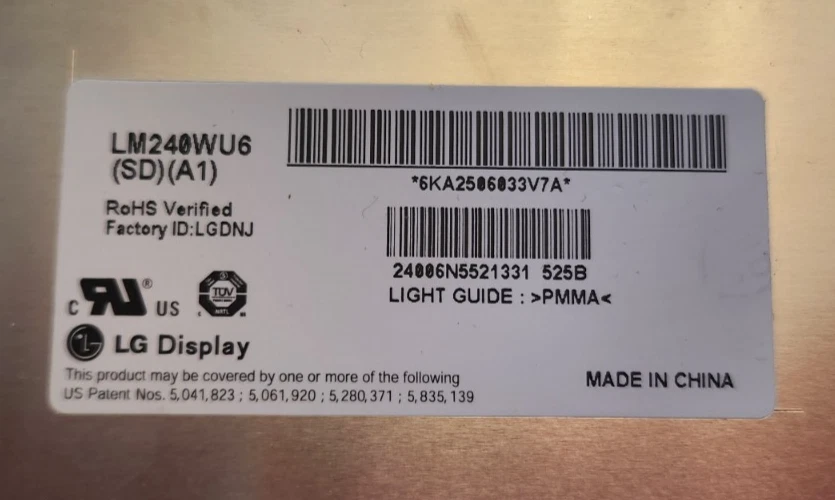 LM240WU6
(SD)(A1)
*6KA2506033V7A*
RoHS Verified
Factory ID:LGDNJ
24006N5521331 525B
LIGHT GUIDE : >PMMA<
C RU® US
TÜV
NRTL
LG Display
This product may be covered by one or more of the following
US Patent Nos. 5,041,823 ; 5,061,920 ; 5,280,371 ; 5,835,139
MADE IN CHINA